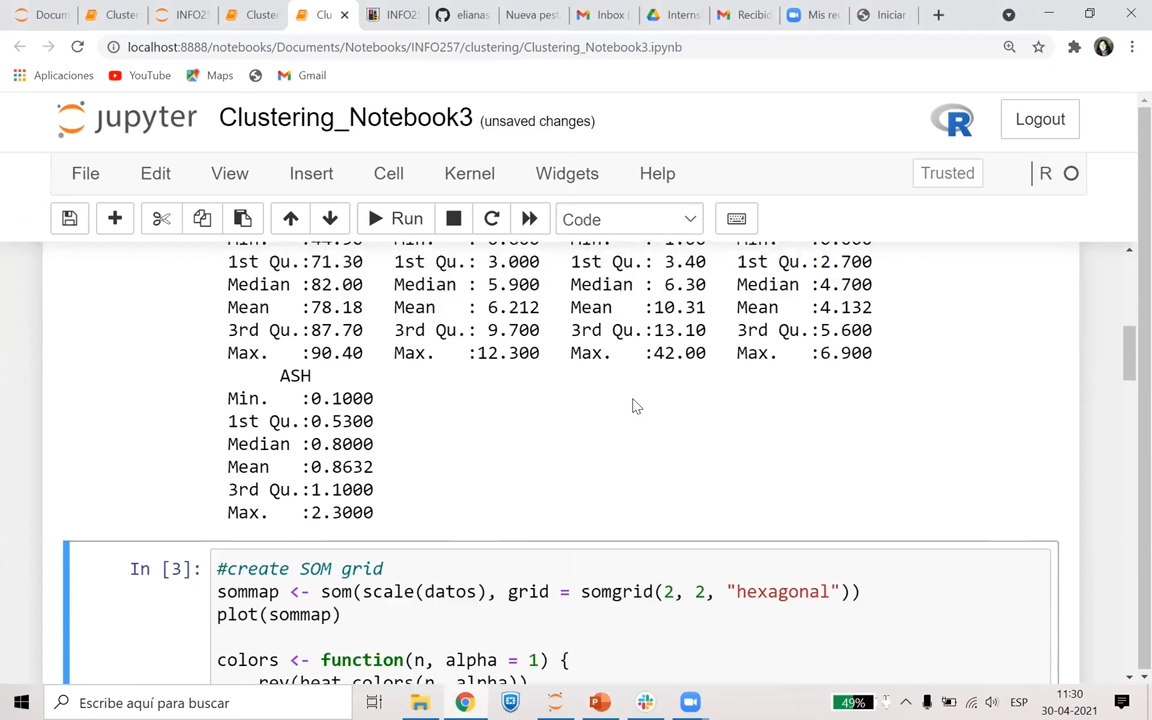 Docum
Cluster
INFO2
Cluster
Clu
INFO2
elianas
Nueva pest
Inbox
Interns
Recibid
Mis re
Iniciar
localhost:8888/notebooks/Documents/Notebooks/INFO257/clustering/Clustering_Notebook3.ipynb
Aplicaciones YouTube Maps Gmail
jupyter Clustering_Notebook3 (unsaved changes)
R
Logout
File Edit View Insert Cell Kernel Widgets Help Trusted R
Run Code
1st Qu.:71.30 1st Qu.: 3.000 1st Qu.: 3.40 1st Qu.:2.700
Median :82.00 Median : 5.900 Median : 6.30 Median :4.700
Mean :78.18 Mean : 6.212 Mean :10.31 Mean :4.132
3rd Qu.:87.70 3rd Qu.: 9.700 3rd Qu.:13.10 3rd Qu.:5.600
Max. :90.40 Max. :12.300 Max. :42.00 Max. :6.900
ASH
Min. :0.1000
1st Qu.:0.5300
Median :0.8000
Mean :0.8632
3rd Qu.:1.1000
Max. :2.3000
In [3]: #create SOM grid
sommap <- som(scale(datos), grid = somgrid(2, 2, "hexagonal"))
plot(sommap)
colors <- function(n, alpha = 1) {
rev(heat.colors(n, alpha))
Escribe aquí para buscar
49%
ESP
11:30
30-04-2021